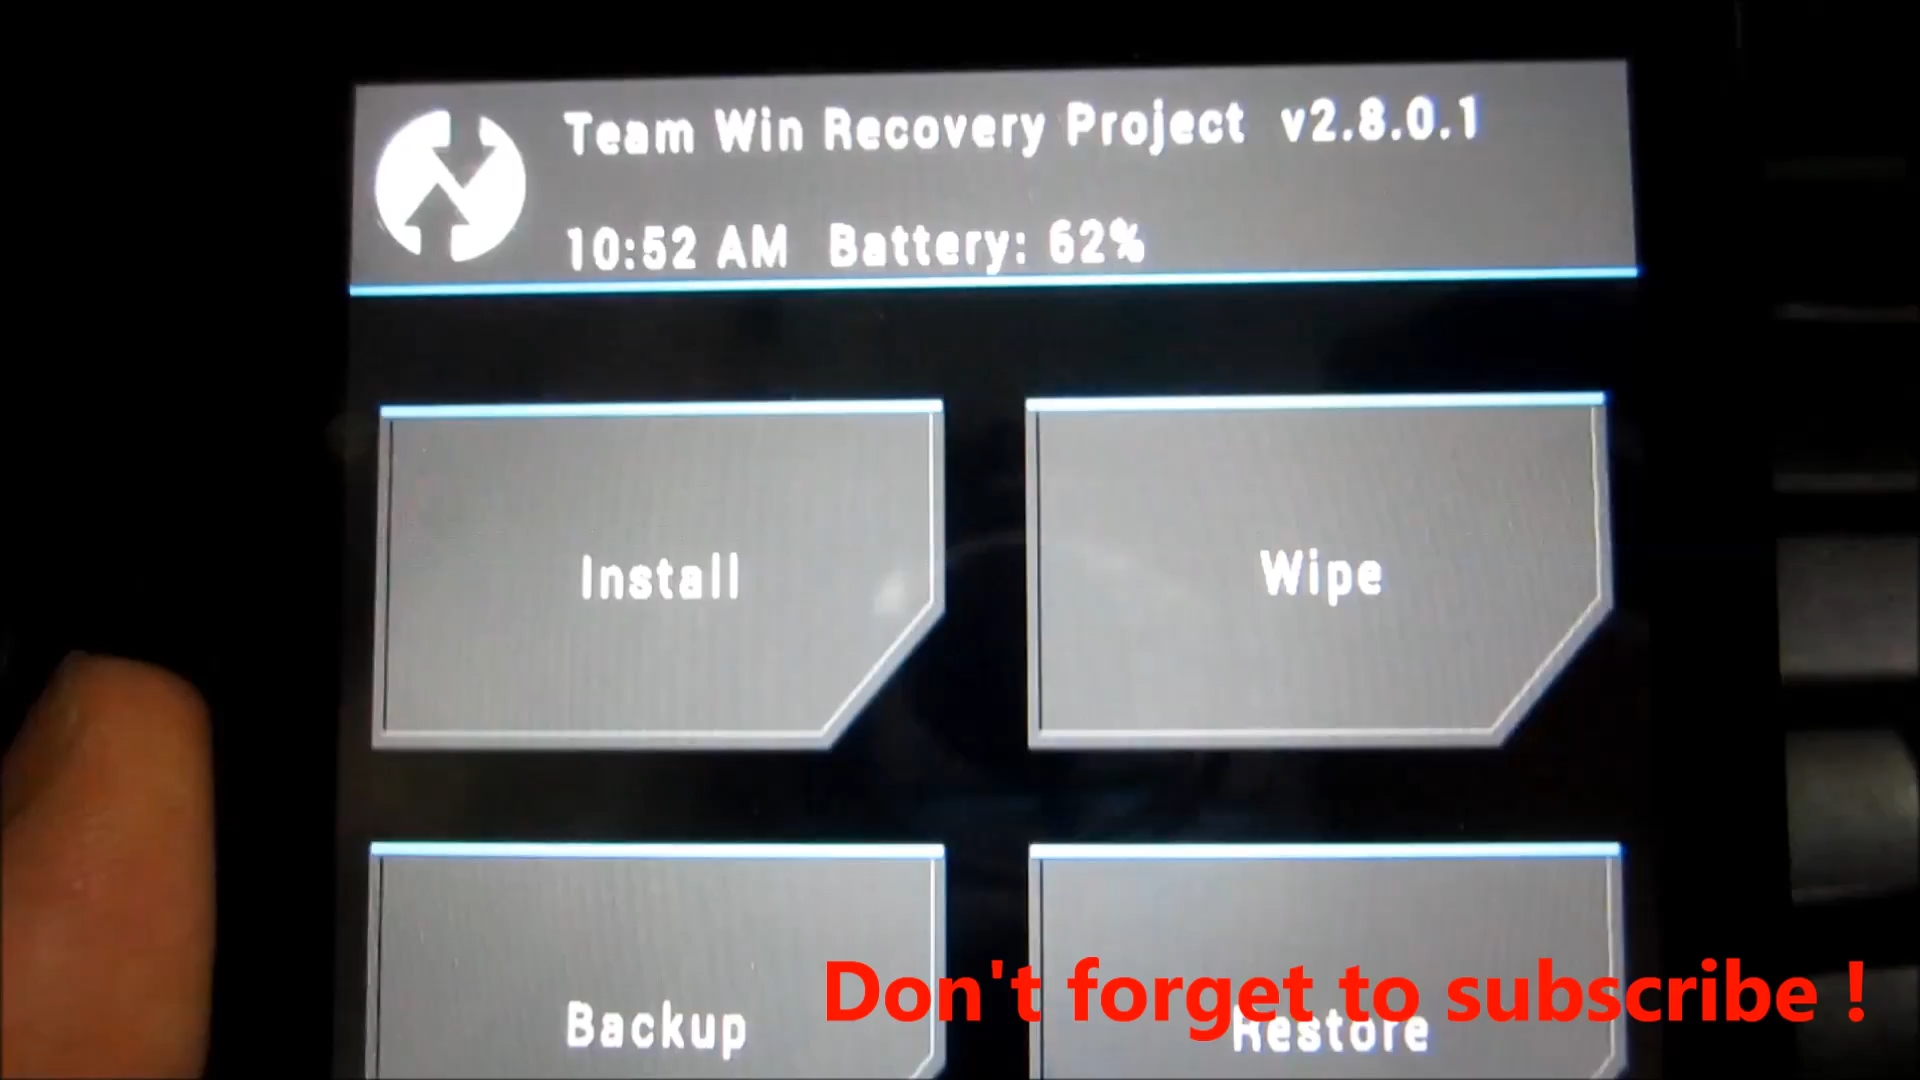 Team Win Recovery Project v2.8.0.1
10:52 AM Battery: 62%
Install
Wipe
Backup
Restore
Don't forget to subscribe !